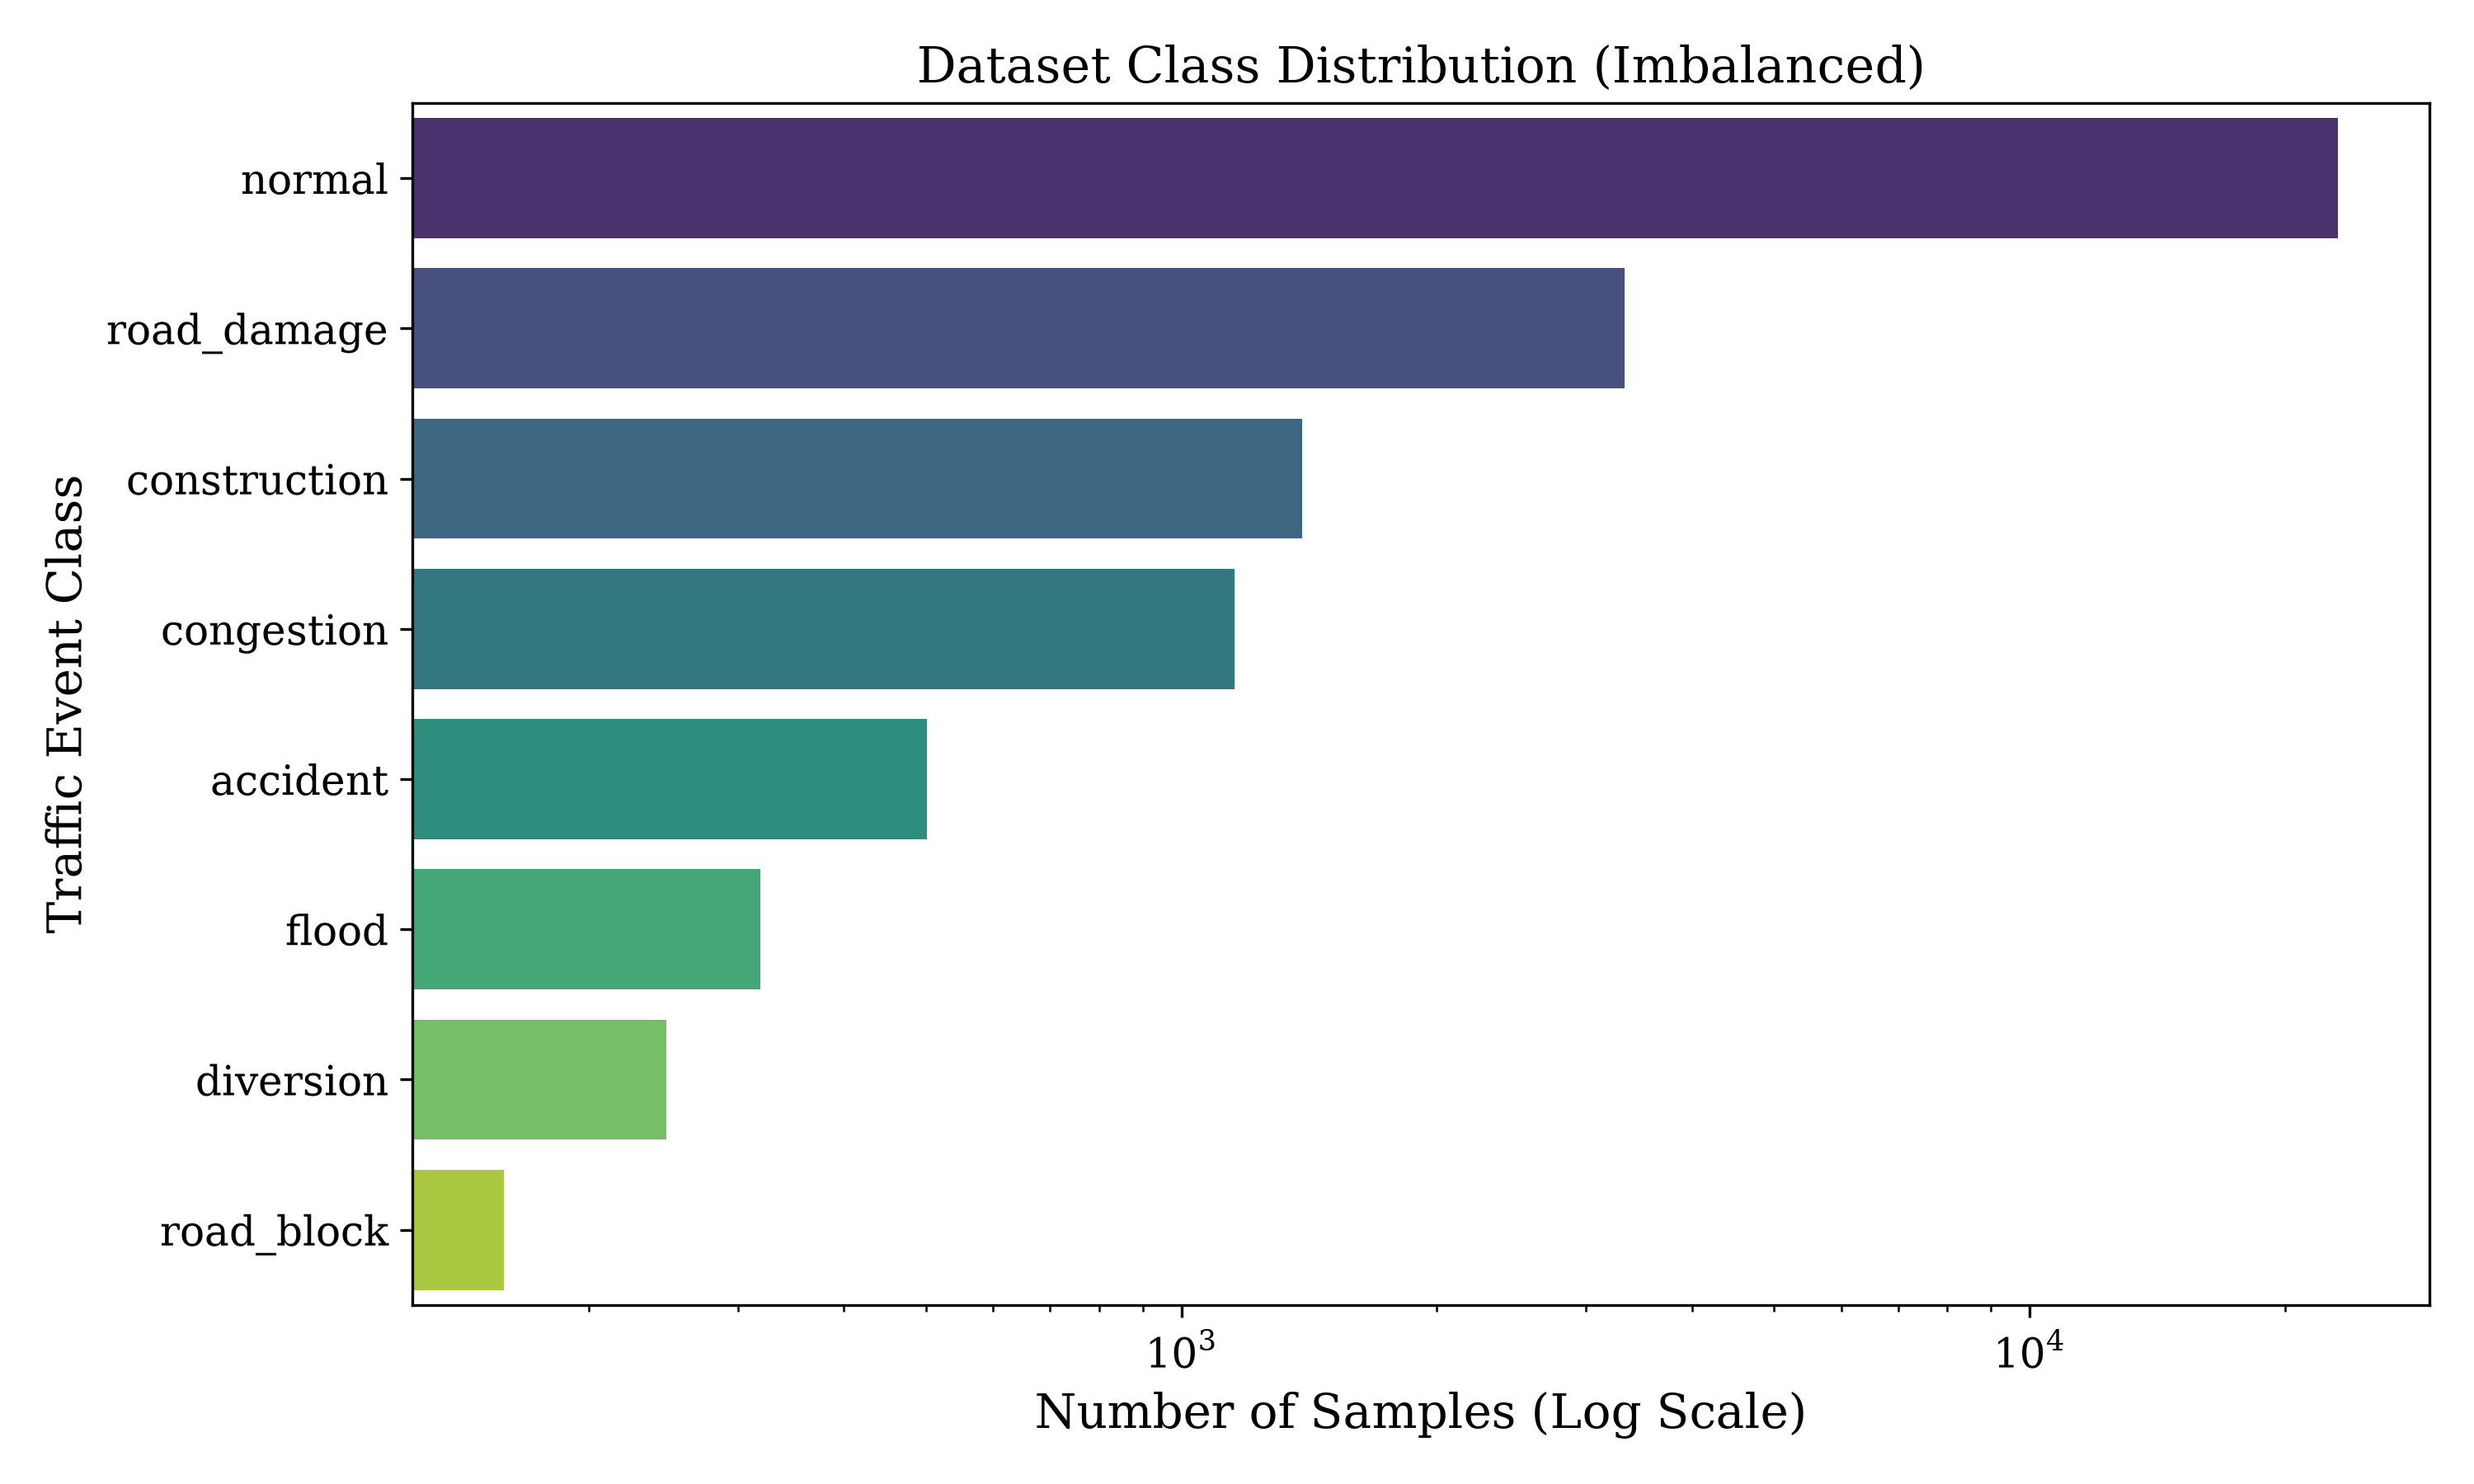 Dataset Class Distribution (Imbalanced)
normal
road_damage
construction
congestion
accident
flood
diversion
road_block
Traffic Event Class
10³
10⁴
Number of Samples (Log Scale)